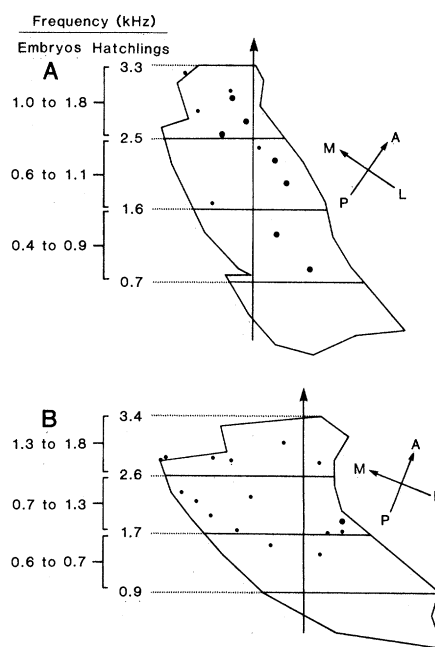 Frequency (kHz)
Embryos Hatchlings
A
3.3
1.0 to 1.8
2.5
M
A
0.6 to 1.1
P
L
1.6
0.4 to 0.9
0.7
B
3.4
1.3 to 1.8
M
A
2.6
0.7 to 1.3
P
1.7
0.6 to 0.7
0.9